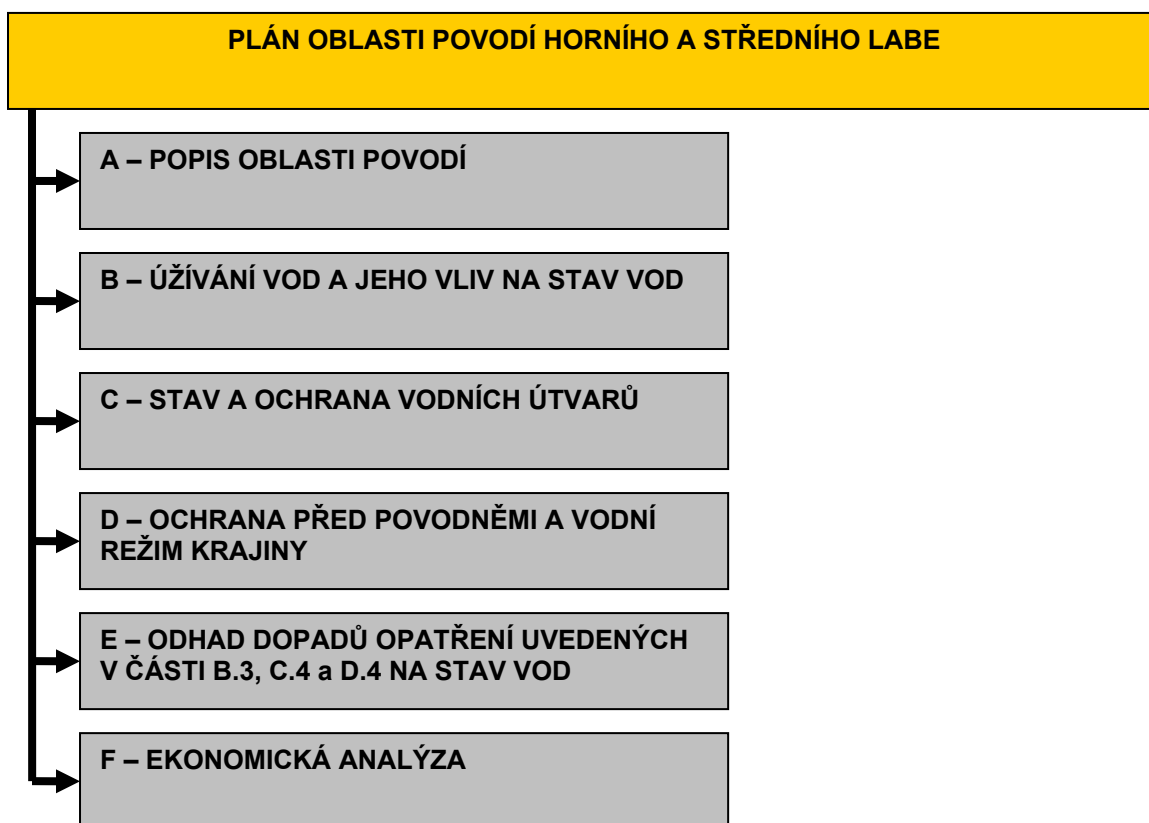 PLÁN OBLASTI POVODÍ HORNÍHO A STŘEDNÍHO LABE
A – POPIS OBLASTI POVODÍ
B – ÚŽÍVÁNÍ VOD A JEHO VLIV NA STAV VOD
C – STAV A OCHRANA VODNÍCH ÚTVARŮ
D – OCHRANA PŘED POVODNĚMI A VODNÍ
REŽIM KRAJINY
E – ODHAD DOPADŮ OPATŘENÍ UVEDENÝCH
V ČÁSTI B.3, C.4 a D.4 NA STAV VOD
F – EKONOMICKÁ ANALÝZA